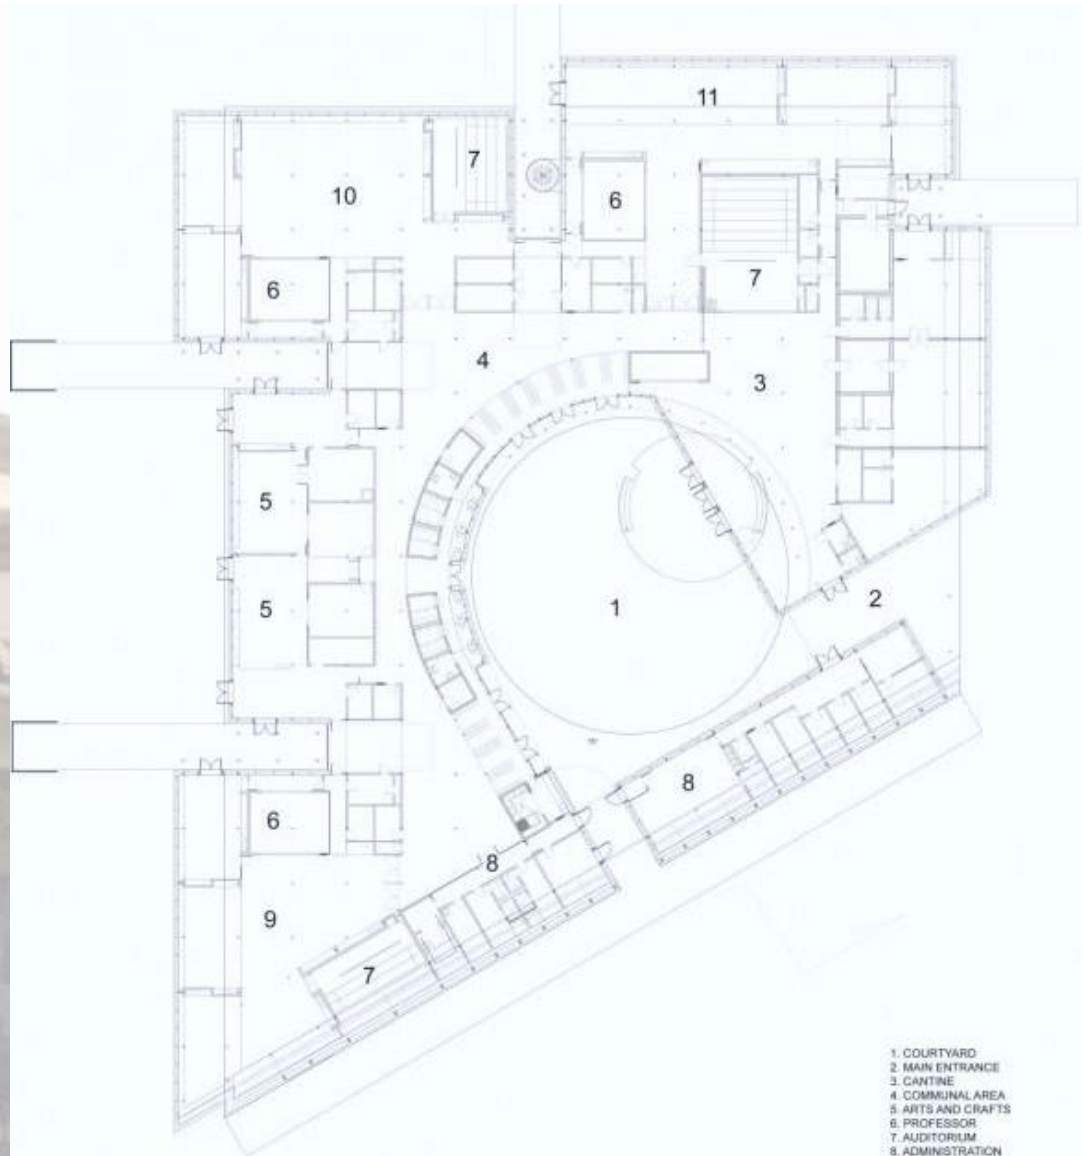 11
7
6
10
7
6
4
3
5
5
1
2
8
6
8
9
7
1. COURTYARD
2. MAIN ENTRANCE
3. CANTINE
4. COMMUNAL AREA
5. ARTS AND CRAFTS
6. PROFESSOR
7. AUDITORIUM
8. ADMINISTRATION